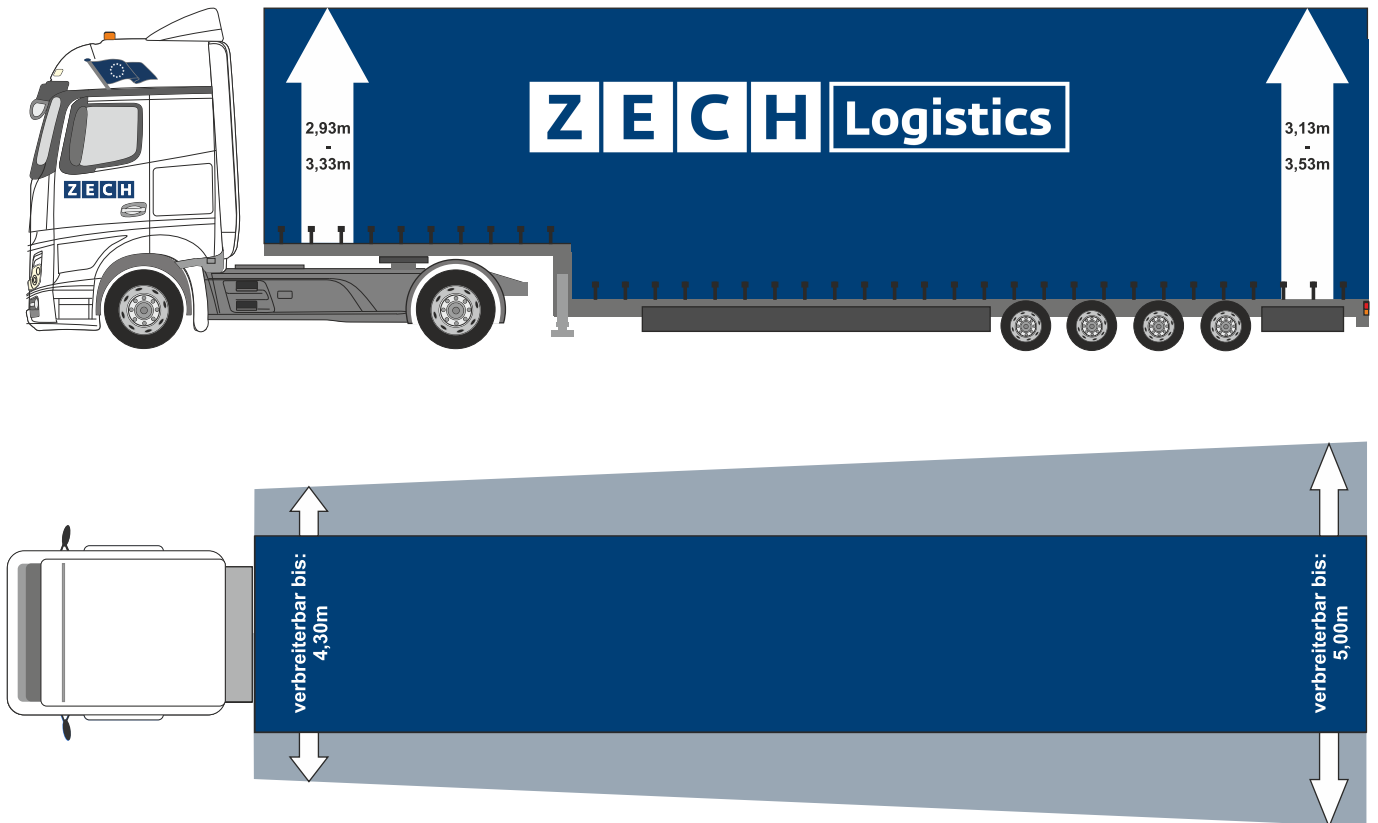 ZECH Logistics
2,93m
-
3,33m
3,13m
-
3,53m
ZECH
verbreiterbar bis:
4,30m
verbreiterbar bis:
5,00m